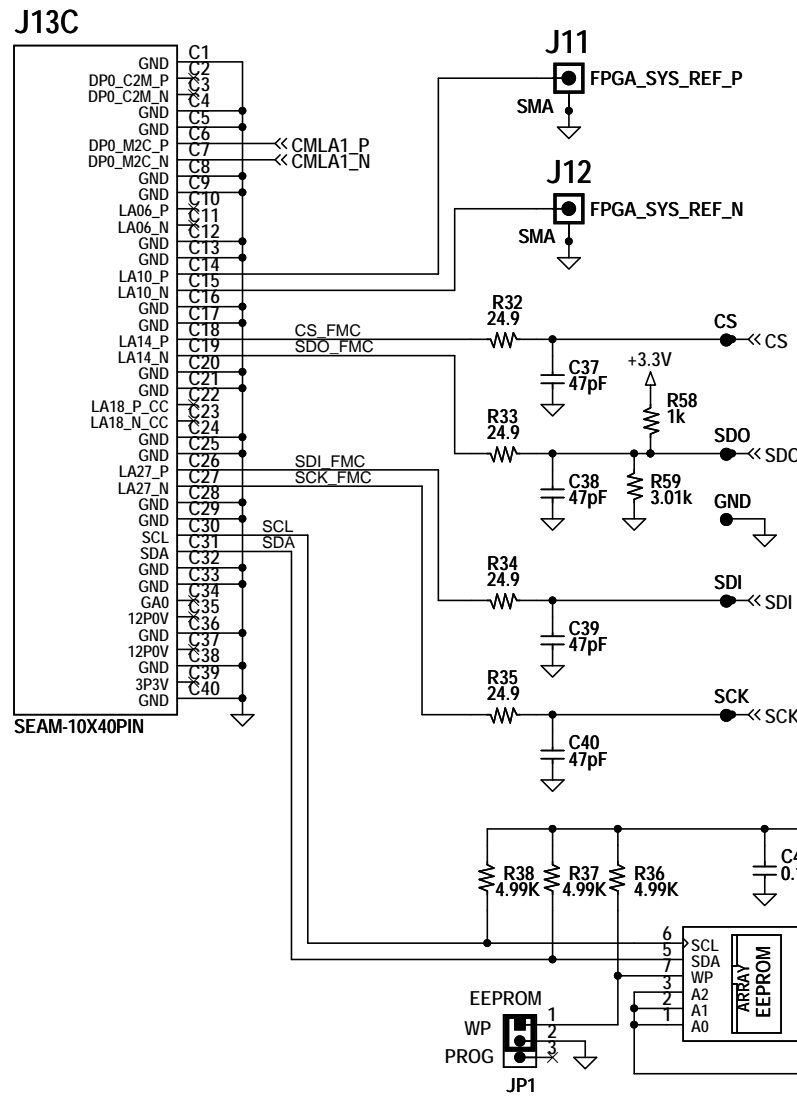 J13C
GND C1
DP0_C2M_P C2
DP0_C2M_N C3
GND C4
GND C5
DP0_M2C_P C6 CMLA1_P
DP0_M2C_N C7 CMLA1_N
GND C8
GND C9
LA06_P C10
LA06_N C11
GND C12
GND C13
LA10_P C14
LA10_N C15
GND C16
GND C17
LA14_P C18 CS_FMC
LA14_N C19 SDO_FMC
GND C20
GND C21
LA18_P_CC C22
LA18_N_CC C23
GND C24
GND C25
LA27_P C26 SDI_FMC
LA27_N C27 SCK_FMC
GND C28
GND C29
SCL C30 SCL
SDA C31 SDA
GND C32
GND C33
GA0 C34
12P0V C35
GND C36
12P0V C37
GND C38
3P3V C39
GND C40
SEAM-10X40PIN
J11
FPGA_SYS_REF_P
SMA
J12
FPGA_SYS_REF_N
SMA
R32
24.9
CS
CS
C37
47pF
+3.3V
R58
1k
R33
24.9
SDO
SDO
C38
47pF
R59
3.01k
GND
R34
24.9
SDI
SDI
C39
47pF
R35
24.9
SCK
SCK
C40
47pF
R38
4.99K
R37
4.99K
R36
4.99K
6 SCL
5 SDA
7 WP
3 A2
2 A1
1 A0
ARRAY
EEPROM
EEPROM
WP
PROG
1
2
3
JP1